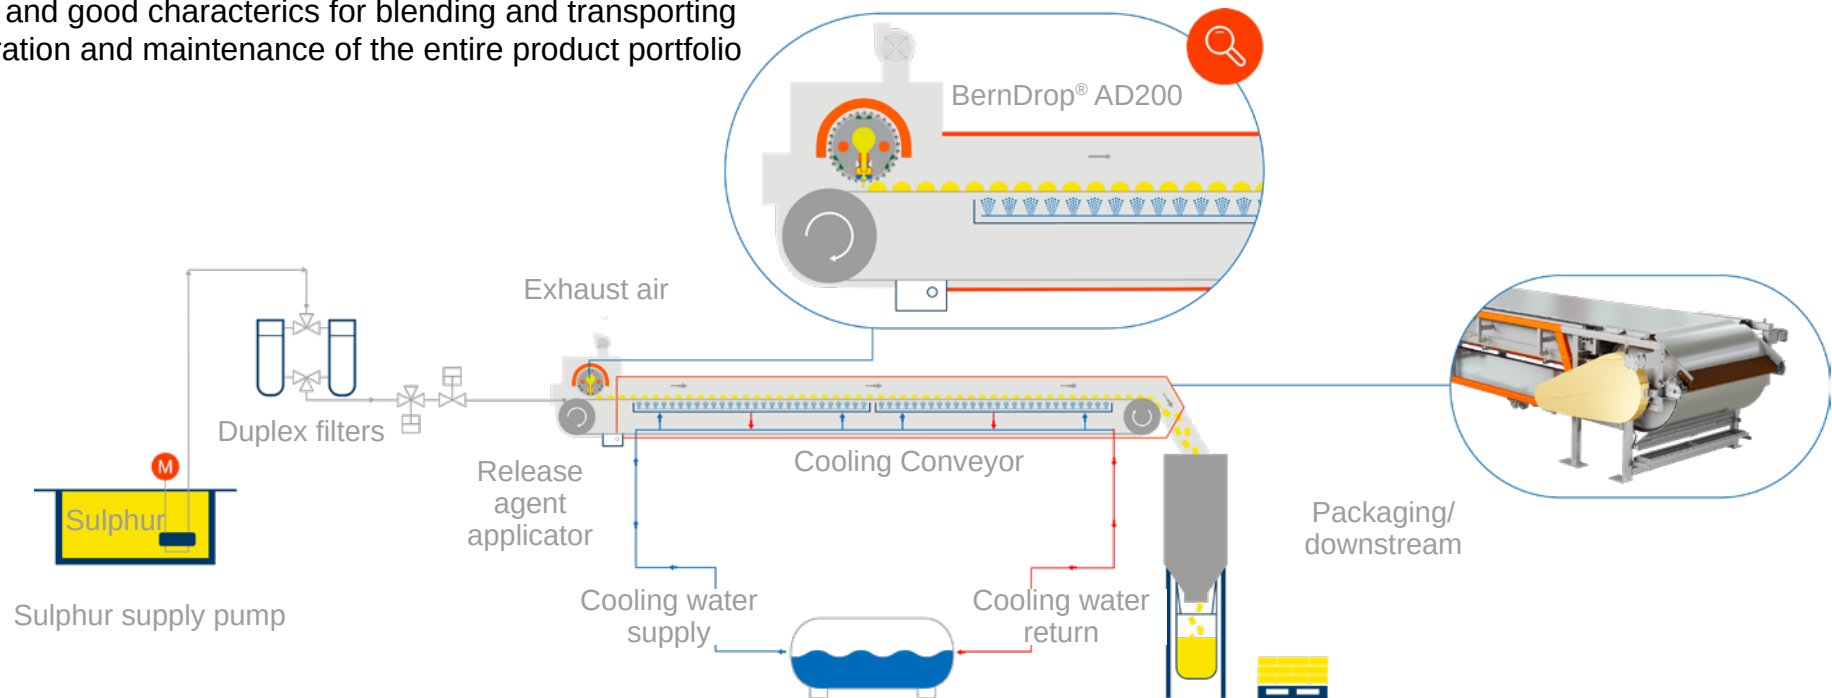 and good characterics for blending and transporting
ration and maintenance of the entire product portfolio
BernDrop® AD200
Exhaust air
Duplex filters
M
Sulphur
Sulphur supply pump
Release
agent
applicator
Cooling Conveyor
Cooling water
supply
Cooling water
return
Packaging/
downstream